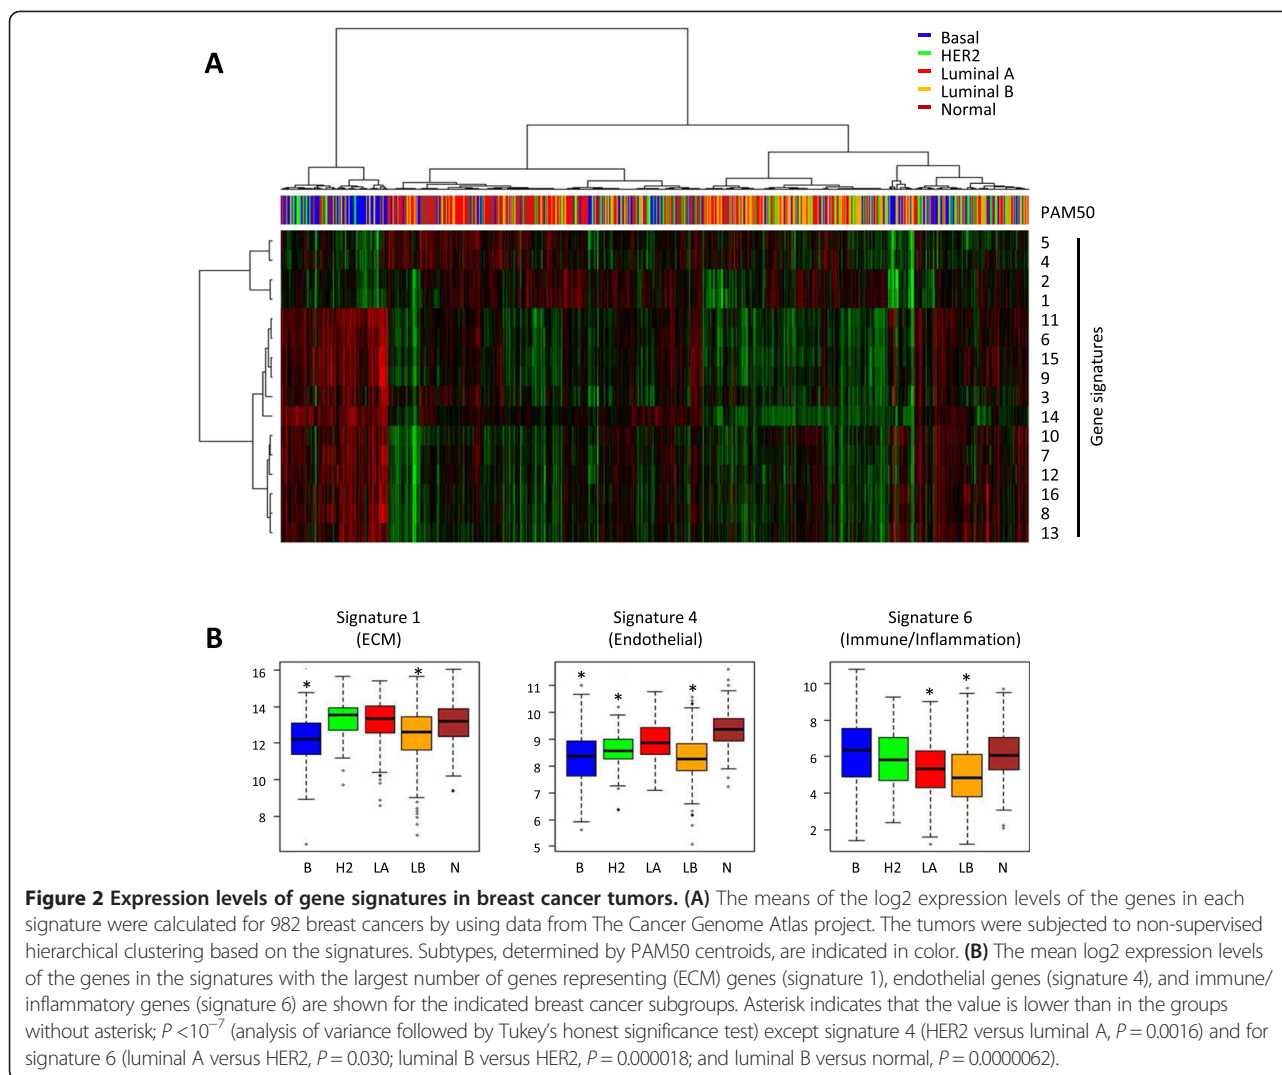 A
Basal
HER2
Luminal A
Luminal B
Normal
PAM50
5
4
2
1
11
6
15
9
3
14
10
7
12
16
8
13
Gene signatures
B
Signature 1
(ECM)
16
14
12
10
8
B H2 LA LB N
* *
Signature 4
(Endothelial)
11
10
9
8
7
6
5
B H2 LA LB N
* * *
Signature 6
(Immune/Inflammation)
10
8
6
4
2
B H2 LA LB N
* *
Figure 2 Expression levels of gene signatures in breast cancer tumors. (A) The means of the log2 expression levels of the genes in each
signature were calculated for 982 breast cancers by using data from The Cancer Genome Atlas project. The tumors were subjected to non-supervised
hierarchical clustering based on the signatures. Subtypes, determined by PAM50 centroids, are indicated in color. (B) The mean log2 expression levels
of the genes in the signatures with the largest number of genes representing (ECM) genes (signature 1), endothelial genes (signature 4), and immune/
inflammatory genes (signature 6) are shown for the indicated breast cancer subgroups. Asterisk indicates that the value is lower than in the groups
without asterisk; P <10⁻⁷ (analysis of variance followed by Tukey's honest significance test) except signature 4 (HER2 versus luminal A, P = 0.0016) and for
signature 6 (luminal A versus HER2, P = 0.030; luminal B versus HER2, P = 0.000018; and luminal B versus normal, P = 0.0000062).